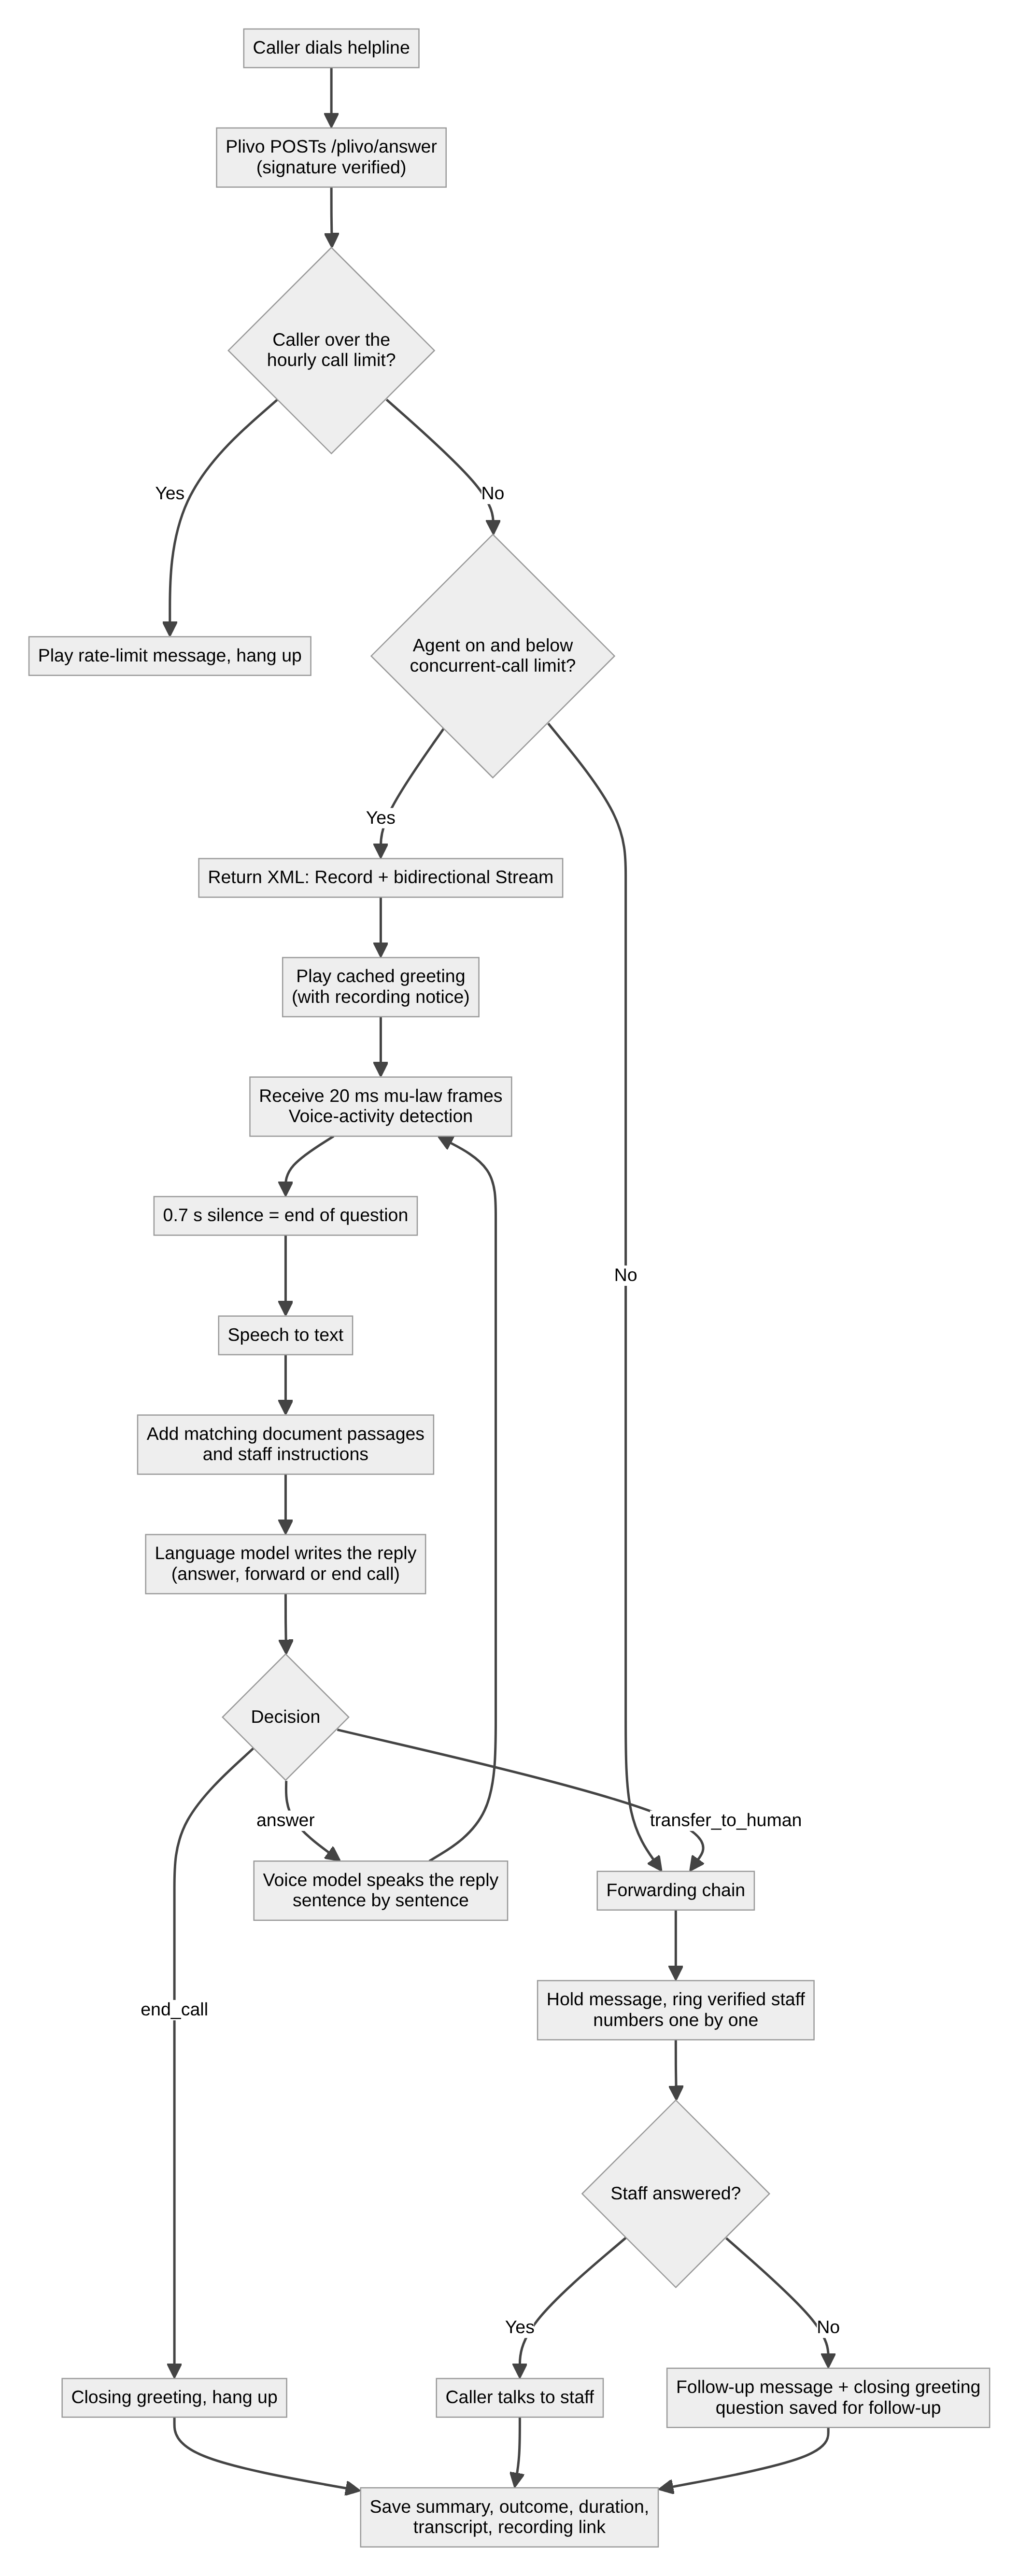 Caller dials helpline
Plivo POSTs /plivo/answer
(signature verified)
Caller over the
hourly call limit?
Yes
No
Play rate-limit message, hang up
Agent on and below
concurrent-call limit?
Yes
Return XML: Record + bidirectional Stream
Play cached greeting
(with recording notice)
Receive 20 ms mu-law frames
Voice-activity detection
0.7 s silence = end of question
No
Speech to text
Add matching document passages
and staff instructions
Language model writes the reply
(answer, forward or end call)
Decision
answer
transfer_to_human
Voice model speaks the reply
sentence by sentence
Forwarding chain
end_call
Hold message, ring verified staff
numbers one by one
Staff answered?
Yes
No
Closing greeting, hang up
Caller talks to staff
Follow-up message + closing greeting
question saved for follow-up
Save summary, outcome, duration,
transcript, recording link